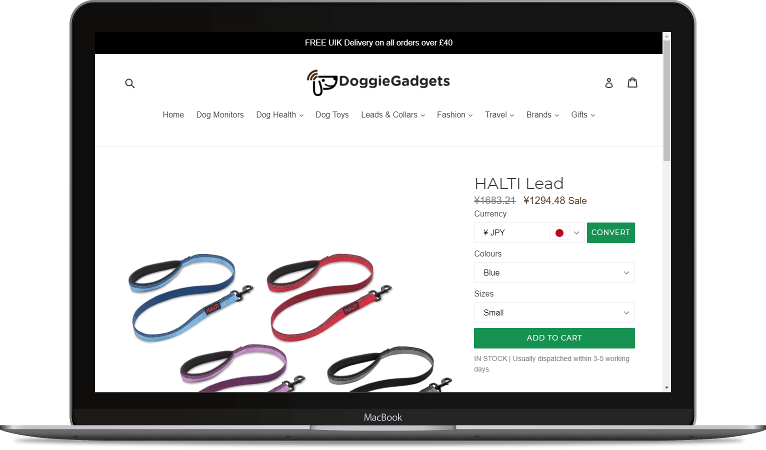 FREE UIK Delivery on all orders over £40
DoggieGadgets
Home Dog Monitors Dog Health Dog Toys Leads & Collars Fashion Travel Brands Gifts
HALTI Lead
¥1683.21 ¥1294.48 Sale
Currency
¥ JPY CONVERT
Colours
Blue
Sizes
Small
ADD TO CART
IN STOCK | Usually dispatched within 3-5 working
days.
HALTI
HALTI
MacBook